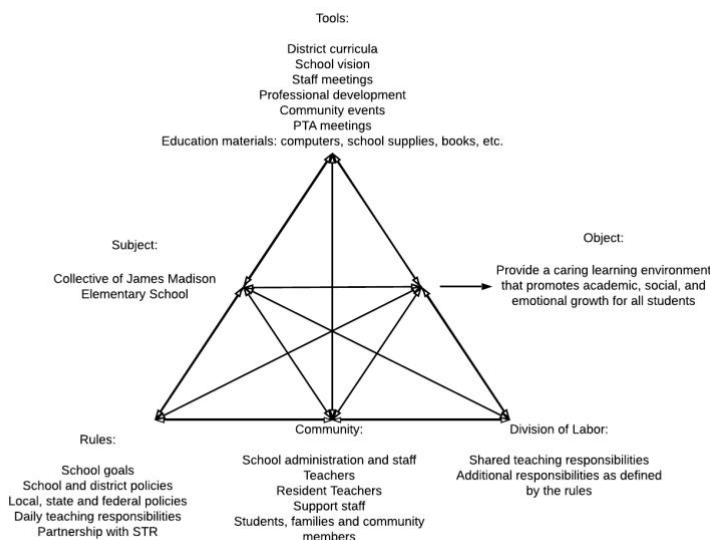 Tools:
District curricula
School vision
Staff meetings
Professional development
Community events
PTA meetings
Education materials: computers, school supplies, books, etc.
Subject:
Collective of James Madison
Elementary School
Object:
Provide a caring learning environment
that promotes academic, social, and
emotional growth for all students
Rules:
School goals
School and district policies
Local, state and federal policies
Daily teaching responsibilities
Partnership with STR
Community:
School administration and staff
Teachers
Resident Teachers
Support staff
Students, families and community
members
Division of Labor:
Shared teaching responsibilities
Additional responsibilities as defined
by the rules